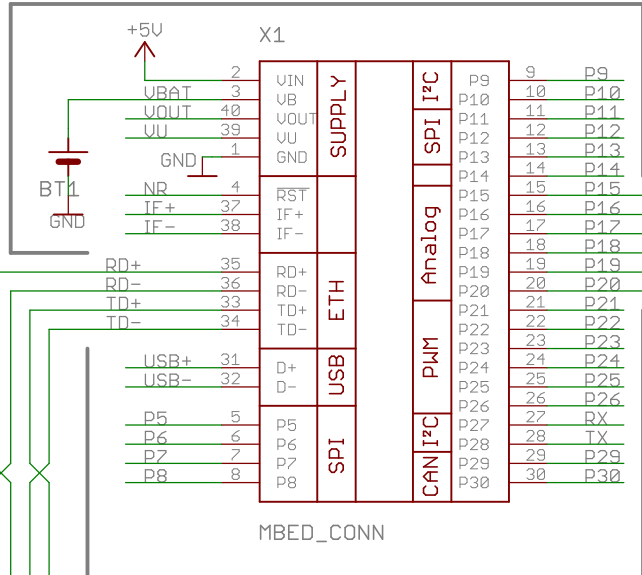 +5V X1
2 VIN SUPPLY I²C P9 9 P9
VBAT 3 VB P10 10 P10
VOUT 40 VOUT SPI P11 11 P11
VU 39 VU P12 12 P12
GND 1 GND P13 13 P13
P14 14 P14
BT1 NR 4 RST Analog P15 15 P15
IF+ 37 IF+ P16 16 P16
GND IF- 38 IF- P17 17 P17
P18 18 P18
RD+ 35 RD+ ETH P19 19 P19
RD- 36 RD- P20 20 P20
TD+ 33 TD+ PWM P21 21 P21
TD- 34 TD- P22 22 P22
P23 23 P23
USB+ 31 D+ USB P24 24 P24
USB- 32 D- P25 25 P25
P26 26 P26
P5 5 P5 SPI I²C P27 27 RX
P6 6 P6 P28 28 TX
P7 7 P7 CAN P29 29 P29
P8 8 P8 P30 30 P30
MBED_CONN